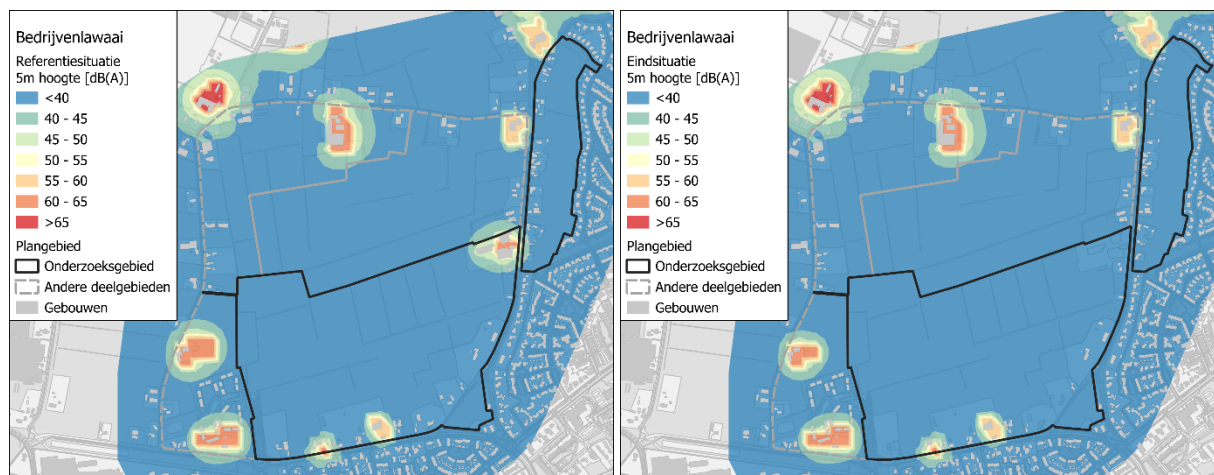 Bedrijvenlawaai
Referentiesituatie
5m hoogte [dB(A)]
<40
40 - 45
45 - 50
50 - 55
55 - 60
60 - 65
>65
Plangebied
Onderzoeksgebied
Andere deelgebieden
Gebouwen
Bedrijvenlawaai
Eindsituatie
5m hoogte [dB(A)]
<40
40 - 45
45 - 50
50 - 55
55 - 60
60 - 65
>65
Plangebied
Onderzoeksgebied
Andere deelgebieden
Gebouwen